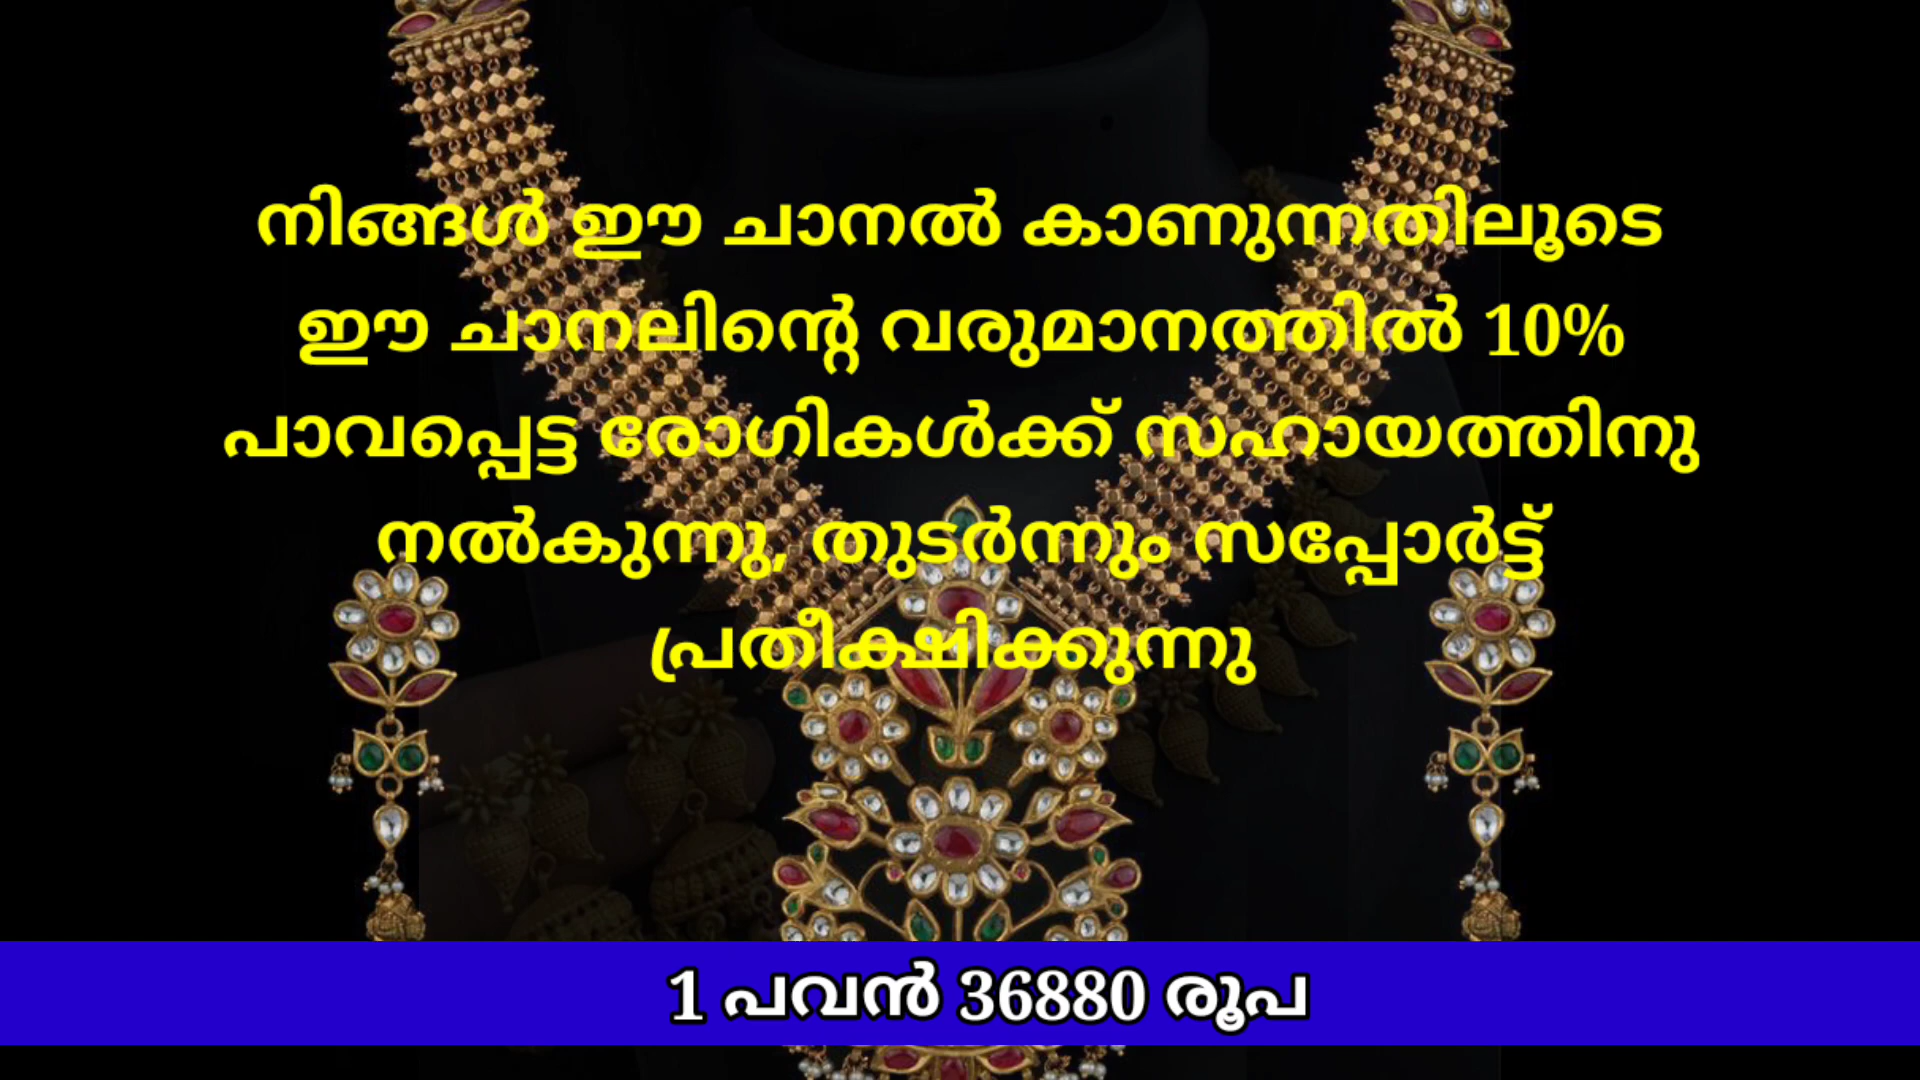 നിങ്ങൾ ഈ ചാനൽ കാണുന്നതിലൂടെ
ഈ ചാനലിന്റെ വരുമാനത്തിൽ 10%
പാവപ്പെട്ട രോഗികൾക്ക് സഹായത്തിനു
നൽകുന്നു, തുടർന്നും സപ്പോർട്ട്
പ്രതീക്ഷിക്കുന്നു
1 പവൻ 36880 രൂപ